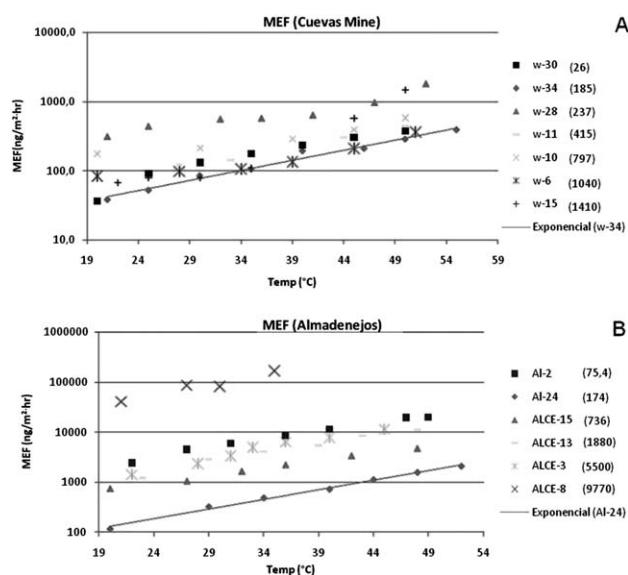 MEF (Cuevas Mine)
A
MEF(ng/m²·hr)
10000,0
1000,0
100,0
10,0
19 24 29 34 39 44 49 54 59
Temp (°C)
w-30 (26)
w-34 (185)
w-28 (237)
w-11 (415)
w-10 (797)
w-6 (1040)
w-15 (1410)
Exponencial (w-34)
MEF (Almadenejos)
B
MEF (ng/m²·hr)
1000000
100000
10000
1000
100
19 24 29 34 39 44 49 54
Temp (°C)
Al-2 (75,4)
Al-24 (174)
ALCE-15 (736)
ALCE-13 (1880)
ALCE-3 (5500)
ALCE-8 (9770)
Exponencial (Al-24)